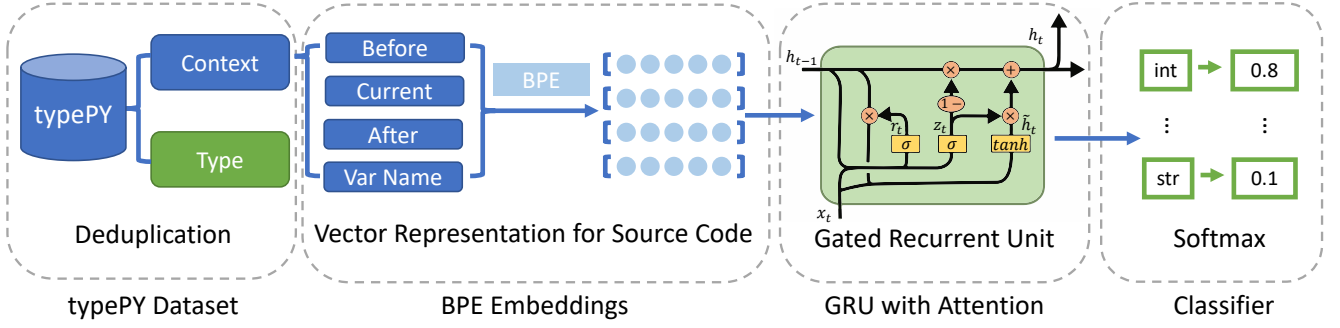 typePY
Context
Type
Deduplication
typePY Dataset
Before
Current
After
Var Name
BPE
[ ]
[ ]
[ ]
[ ]
Vector Representation for Source Code
BPE Embeddings
h_{t-1}
h_t
×
+
1 −
×
×
r_t
z_t
h̃_t
σ
σ
tanh
x_t
Gated Recurrent Unit
GRU with Attention
int
0.8
⋮
⋮
str
0.1
Softmax
Classifier